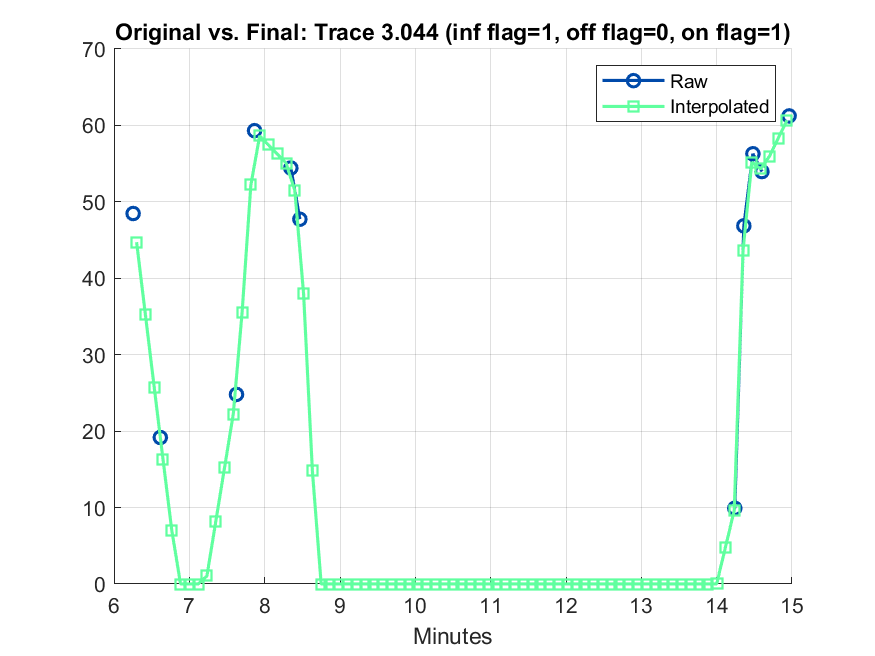 Original vs. Final: Trace 3.044 (inf flag=1, off flag=0, on flag=1)
70
60
50
40
30
20
10
0
Raw
Interpolated
6 7 8 9 10 11 12 13 14 15
Minutes